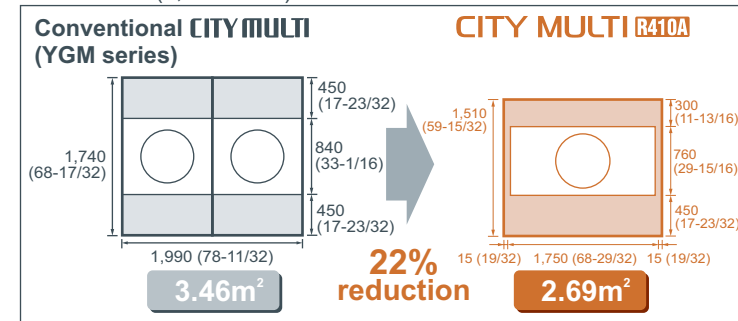 Conventional CITY MULTI
(YGM series)
450
(17-23/32)
1,740
(68-17/32)
840
(33-1/16)
450
(17-23/32)
1,990 (78-11/32)
3.46m²
22%
reduction
CITY MULTI R410A
1,510
(59-15/32)
300
(11-13/16)
760
(29-15/16)
450
(17-23/32)
15 (19/32) 1,750 (68-29/32) 15 (19/32)
2.69m²